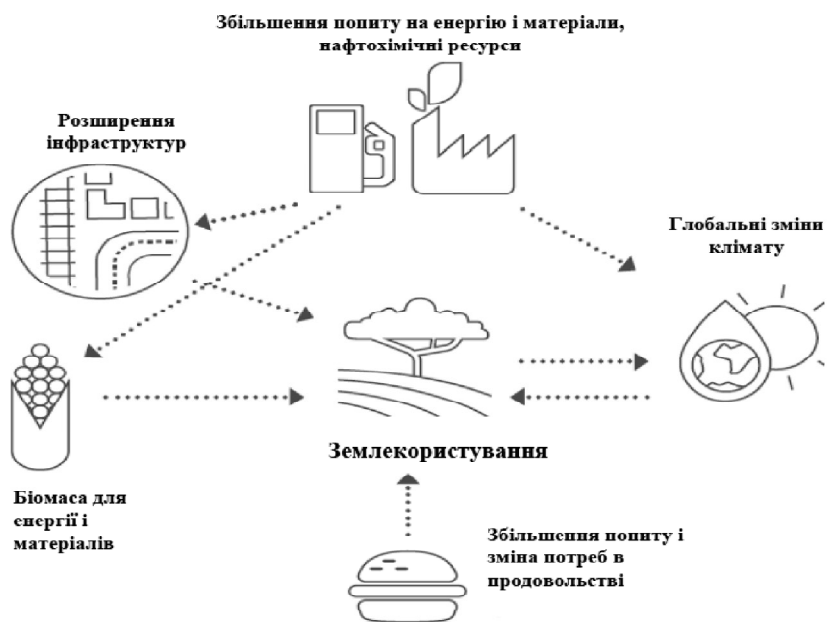 Збільшення попиту на енергію і матеріали,
нафтохімічні ресурси
Розширення
інфраструктур
Глобальні зміни
клімату
Землекористування
Біомаса для
енергії і
матеріалів
Збільшення попиту і
зміна потреб в
продовольстві